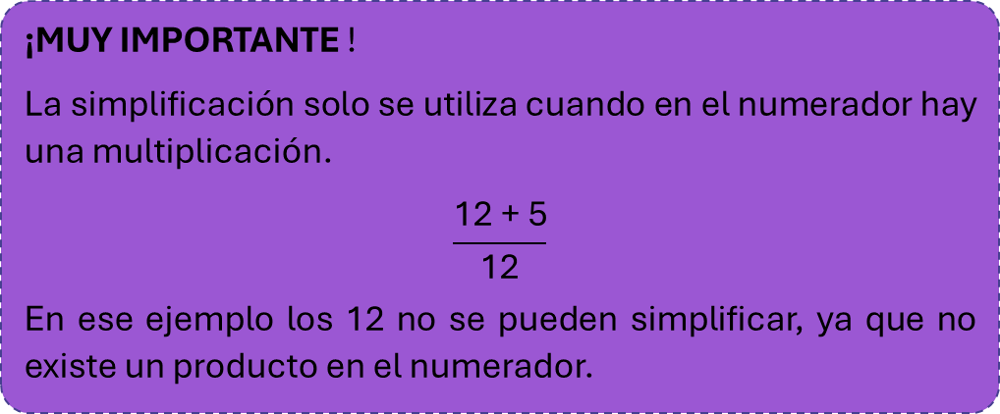 ¡MUY IMPORTANTE !
La simplificación solo se utiliza cuando en el numerador hay
una multiplicación.
12 + 5
12
En ese ejemplo los 12 no se pueden simplificar, ya que no
existe un producto en el numerador.